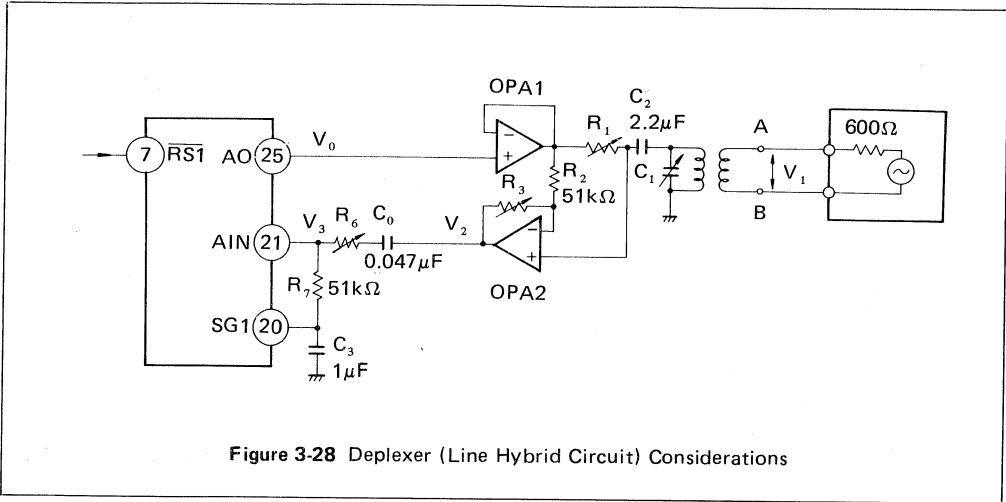 OPA1
C₂
2.2μF
R₁
A
600Ω
7 RS1
AO 25
V₀
R₂
51kΩ
C₁
V₁
R₃
B
AIN 21
V₃
R₆
C₀
0.047μF
V₂
OPA2
R₇ 51kΩ
SG1 20
C₃
1μF
− +
− +
Figure 3-28 Deplexer (Line Hybrid Circuit) Considerations